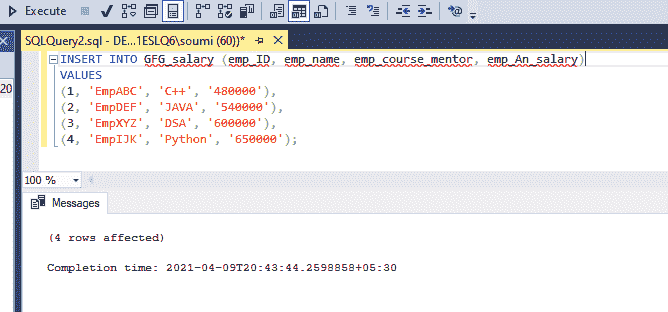 Execute
SQLQuery2.sql - DE...1ESLQ6\soumi (60))*
20
INSERT INTO GFG_salary (emp_ID, emp_name, emp_course_mentor, emp_An_salary)
VALUES
(1, 'EmpABC', 'C++', '480000'),
(2, 'EmpDEF', 'JAVA', '540000'),
(3, 'EmpXYZ', 'DSA', '600000'),
(4, 'EmpIJK', 'Python', '650000');
100 %
Messages
(4 rows affected)
Completion time: 2021-04-09T20:43:44.2598858+05:30